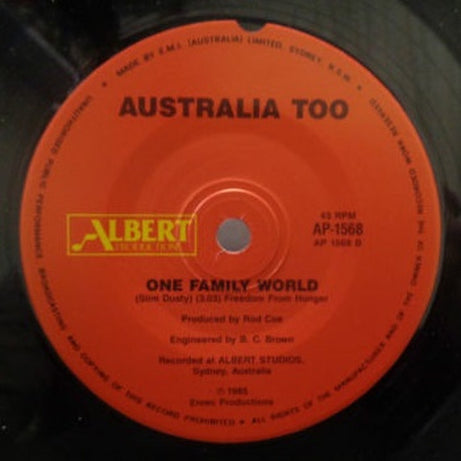 MADE BY E.M.I. (AUSTRALIA) LIMITED, SYDNEY, N.S.W.
AUSTRALIA TOO
ALBERT
PRODUCTIONS
45 RPM
AP-1568
AP 1568 B
ONE FAMILY WORLD
(Slim Dusty) (3.03) Freedom From Hunger
Produced by Rod Coe
Engineered by B. C. Brown
Recorded at ALBERT STUDIOS,
Sydney, Australia
℗ 1985
Enrec Productions
ALL RIGHTS OF THE MANUFACTURER AND OF THE OWNER OF THE RECORDED WORK RESERVED • UNAUTHORISED PUBLIC PERFORMANCE BROADCASTING AND COPYING OF THIS RECORD PROHIBITED •